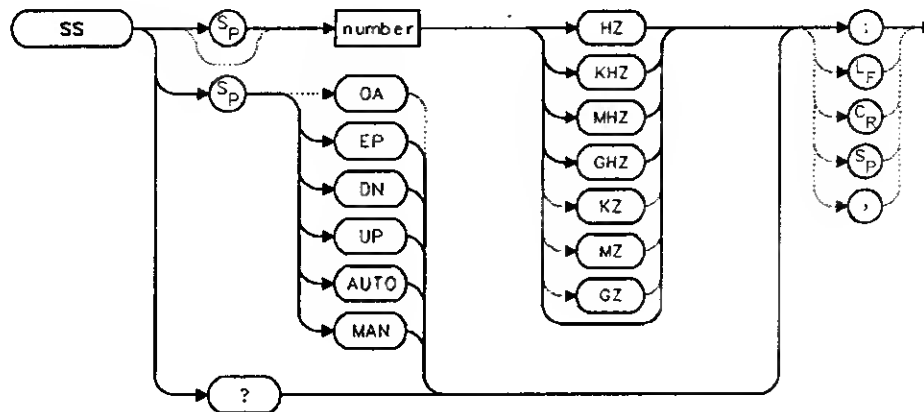 SS
SP
number
HZ
KHZ
MHZ
GHZ
KZ
MZ
GZ
;
LF
CR
SP
,
SP
OA
EP
DN
UP
AUTO
MAN
?